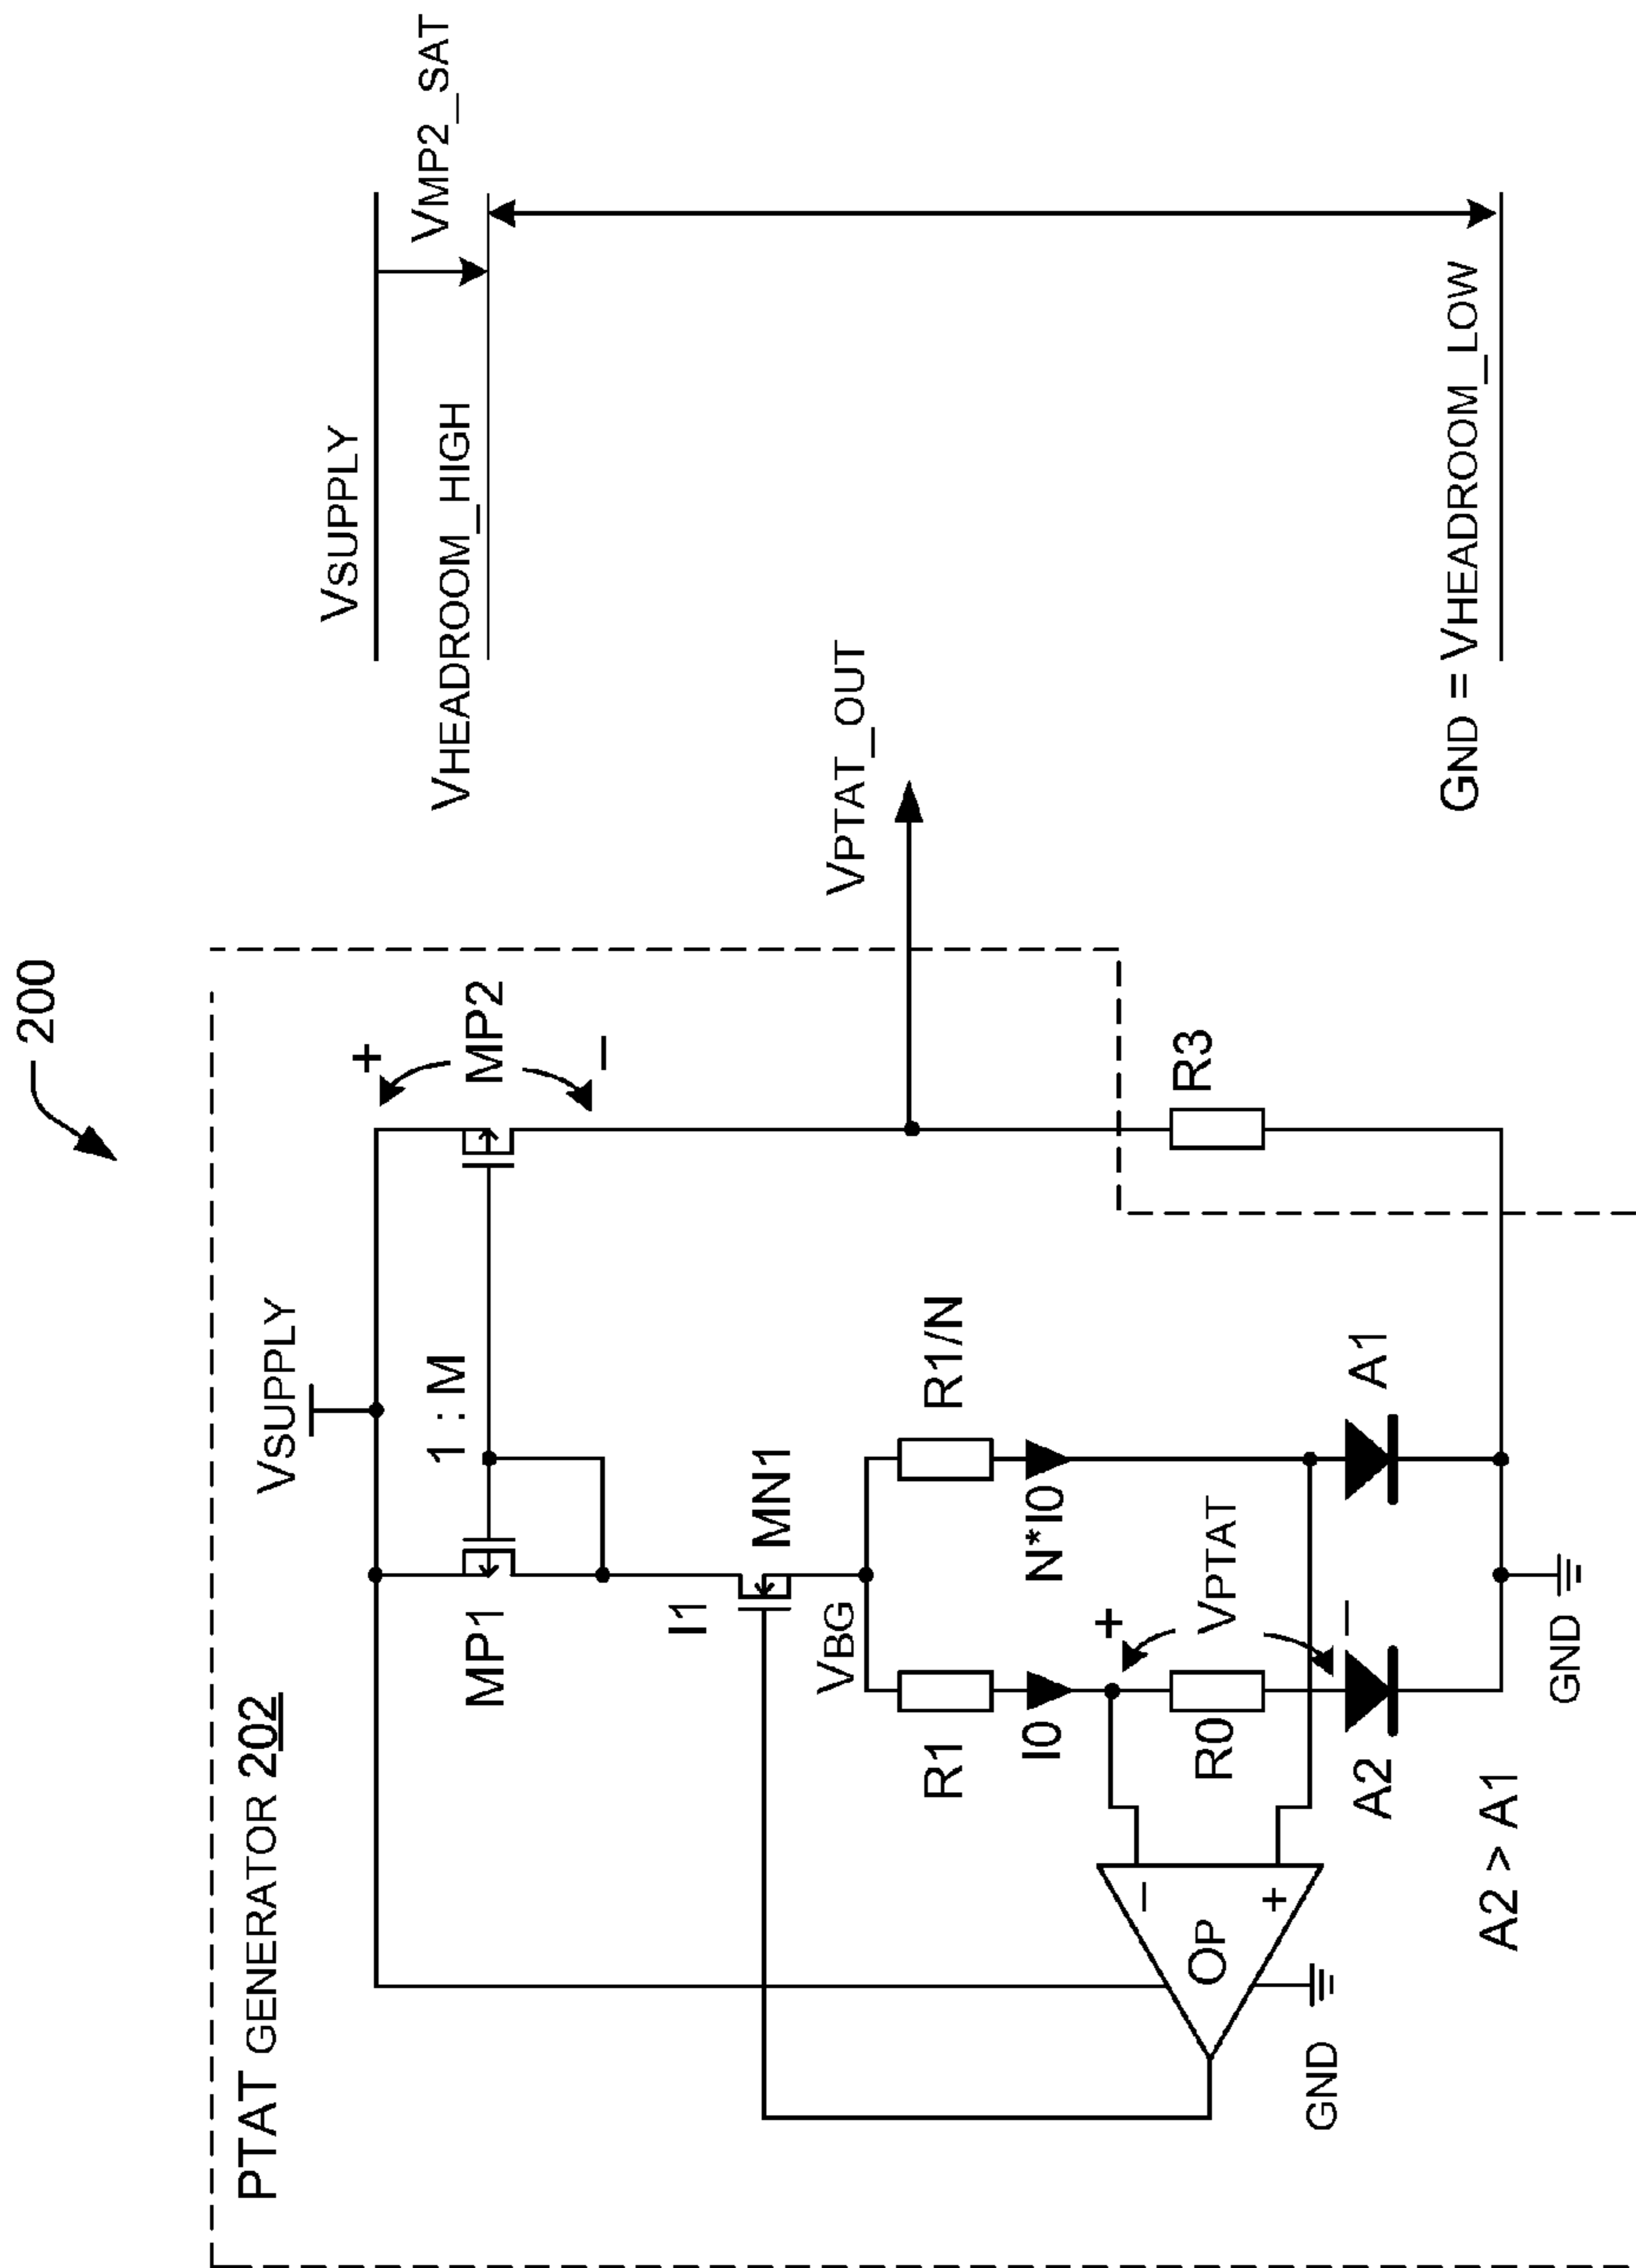 200
PTAT GENERATOR 202
VSUPPLY
MP1
1 : M
MP2
+
−
I1
MN1
VBG
R1
R1/N
I0
N*I0
+
VPTAT
−
R0
A2
A1
A2 > A1
OP
−
+
GND
GND
R3
VPTAT_OUT
VSUPPLY
VMP2_SAT
VHEADROOM_HIGH
GND = VHEADROOM_LOW